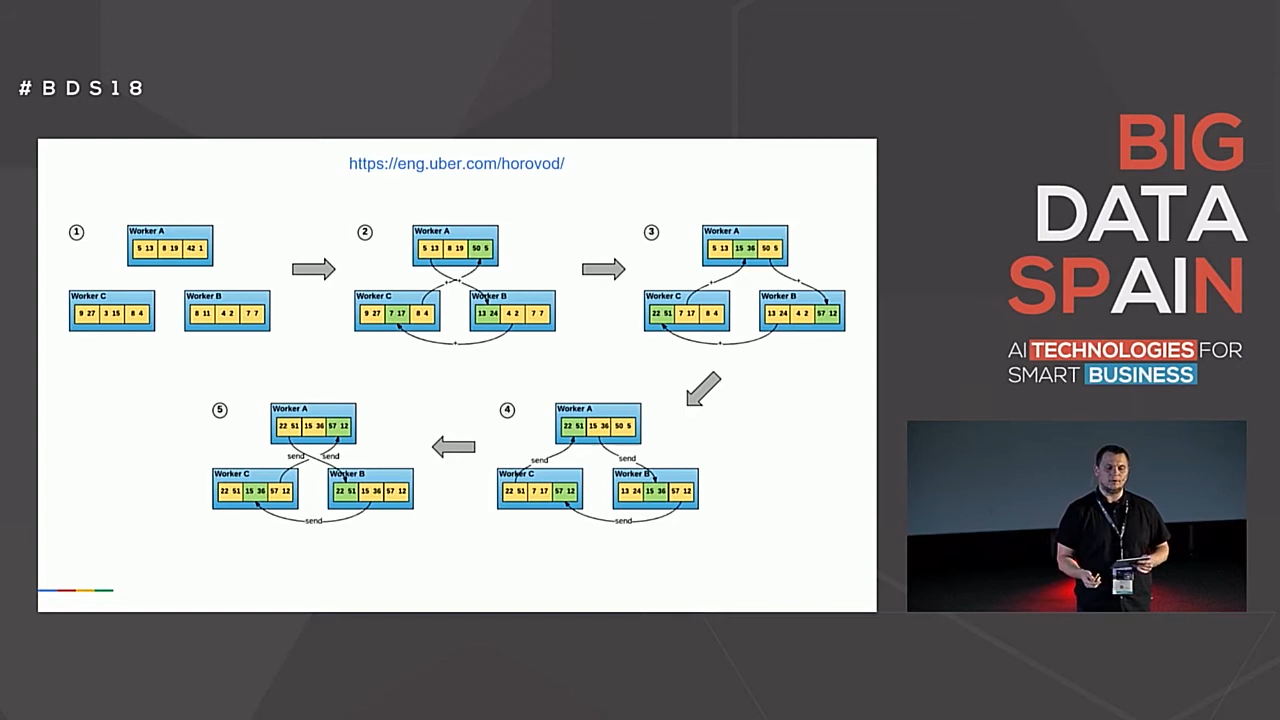 #BDS18
https://eng.uber.com/horovod/
1
Worker A
5 13 8 19 42 1
Worker C
9 27 3 15 8 4
Worker B
8 11 4 2 7 7
2
Worker A
5 13 8 19 50 5
+ +
Worker C
9 27 7 17 8 4
Worker B
13 24 4 2 7 7
+
3
Worker A
5 13 15 36 50 5
+ +
Worker C
22 51 7 17 8 4
Worker B
13 24 4 2 57 12
+
5
Worker A
22 51 15 36 57 12
send send
Worker C
22 51 15 36 57 12
Worker B
22 51 15 36 57 12
send
4
Worker A
22 51 15 36 50 5
send send
Worker C
22 51 7 17 57 12
Worker B
13 24 15 36 57 12
send
BIG
DATA
SPAIN
AI TECHNOLOGIES FOR
SMART BUSINESS